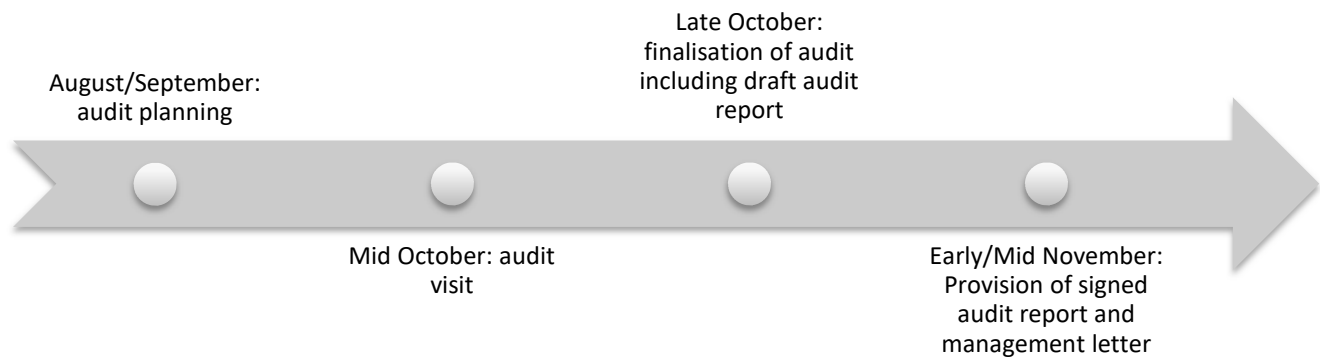 August/September:
audit planning
Mid October: audit
visit
Late October:
finalisation of audit
including draft audit
report
Early/Mid November:
Provision of signed
audit report and
management letter